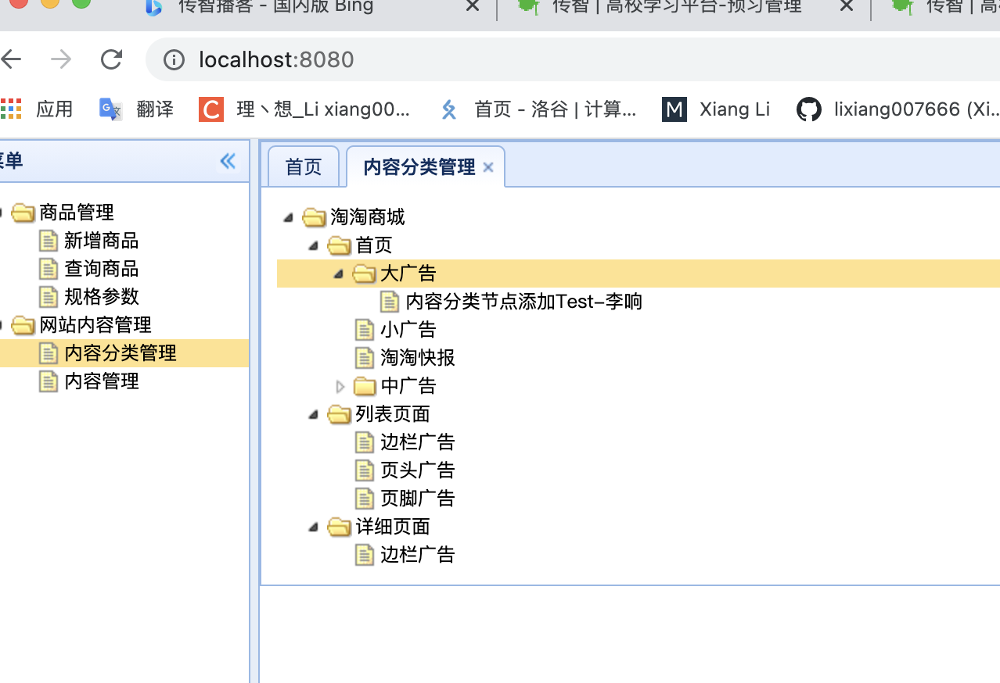 传智播客 - 国内版 Bing
传智 | 高校学习平台-预习管理
传智 | 高
localhost:8080
应用
翻译
理丶想_Li xiang00...
首页 - 洛谷 | 计算...
M
Xiang Li
lixiang007666 (Xi...
菜单
首页
内容分类管理
商品管理
新增商品
查询商品
规格参数
网站内容管理
内容分类管理
内容管理
淘淘商城
首页
大广告
内容分类节点添加Test-李响
小广告
淘淘快报
中广告
列表页面
边栏广告
页头广告
页脚广告
详细页面
边栏广告